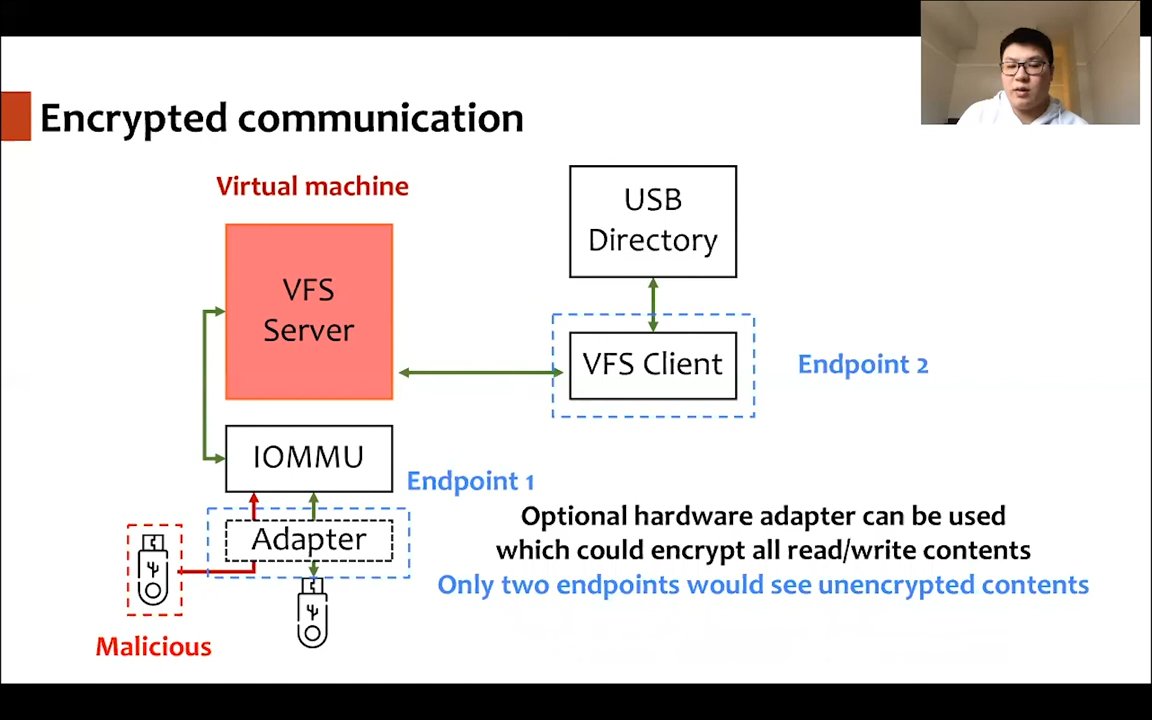 Encrypted communication
Virtual machine
VFS
Server
USB
Directory
VFS Client
Endpoint 2
IOMMU
Endpoint 1
Adapter
Malicious
Optional hardware adapter can be used
which could encrypt all read/write contents
Only two endpoints would see unencrypted contents